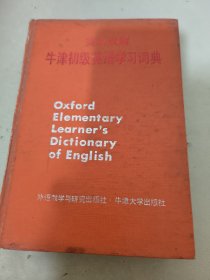 牛津初级英语学习词典
Oxford
Elementary
Learner's
Dictionary
of English
外语教学与研究出版社 牛津大学出版社